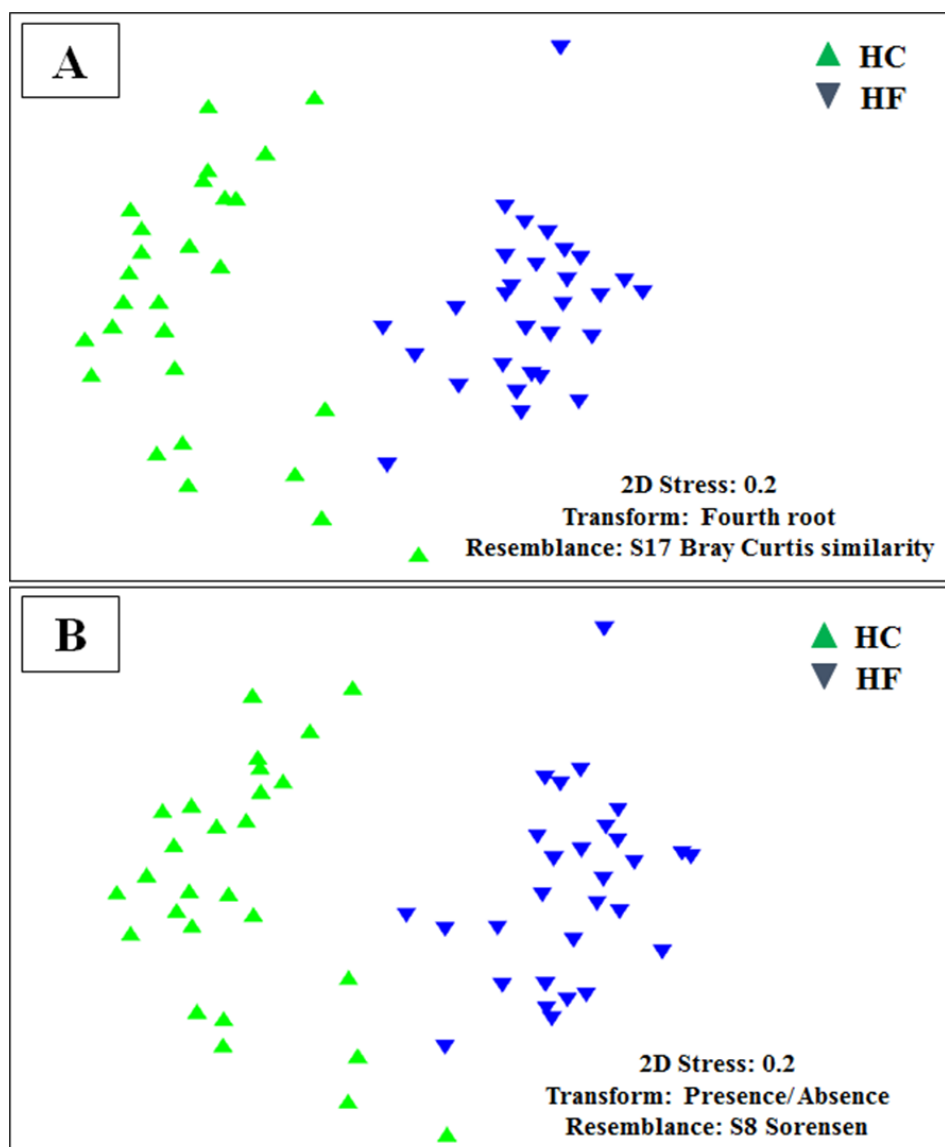 A
HC
HF
2D Stress: 0.2
Transform: Fourth root
Resemblance: S17 Bray Curtis similarity
B
HC
HF
2D Stress: 0.2
Transform: Presence/Absence
Resemblance: S8 Sorensen